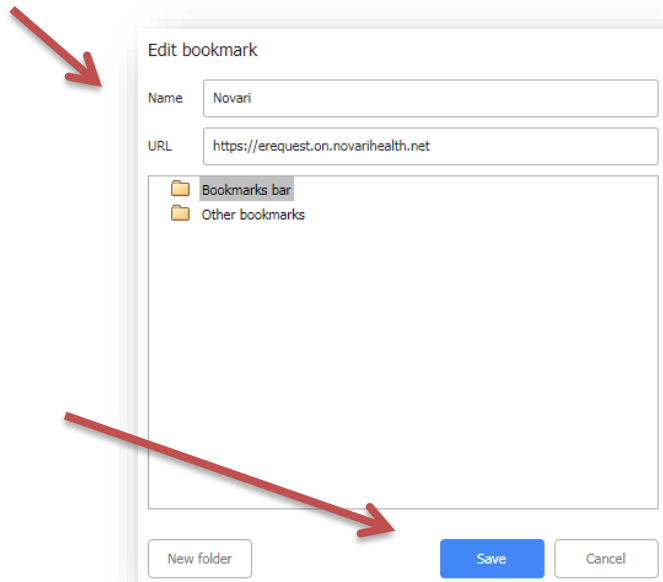 Edit bookmark
Name Novari
URL https://erequest.on.novarihealth.net
Bookmarks bar
Other bookmarks
New folder Save Cancel